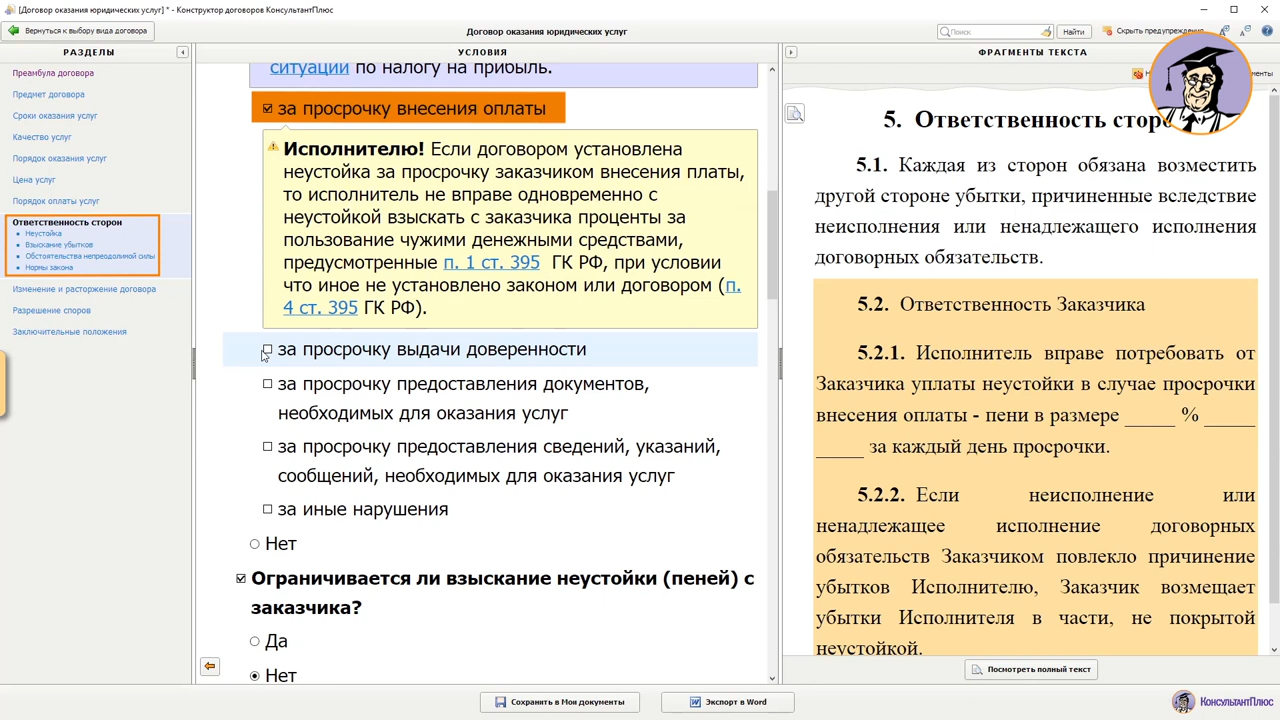 [Договор оказания юридических услуг] * - Конструктор договоров КонсультантПлюс
Вернуться к выбору вида договора
Договор оказания юридических услуг
Поиск
Найти
Скрыть предупреждения
РАЗДЕЛЫ
Преамбула договора
Предмет договора
Сроки оказания услуг
Качество услуг
Порядок оказания услуг
Цена услуг
Порядок оплаты услуг
Ответственность сторон
Неустойка
Взыскание убытков
Обстоятельства непреодолимой силы
Нормы закона
Изменение и расторжение договора
Разрешение споров
Заключительные положения
УСЛОВИЯ
ситуации по налогу на прибыль.
за просрочку внесения оплаты
Исполнителю! Если договором установлена
неустойка за просрочку заказчиком внесения платы,
то исполнитель не вправе одновременно с
неустойкой взыскать с заказчика проценты за
пользование чужими денежными средствами,
предусмотренные п. 1 ст. 395 ГК РФ, при условии
что иное не установлено законом или договором (п.
4 ст. 395 ГК РФ).
за просрочку выдачи доверенности
за просрочку предоставления документов,
необходимых для оказания услуг
за просрочку предоставления сведений, указаний,
сообщений, необходимых для оказания услуг
за иные нарушения
Нет
Ограничивается ли взыскание неустойки (пеней) с
заказчика?
Да
Нет
ФРАГМЕНТЫ ТЕКСТА
5. Ответственность сторо
5.1. Каждая из сторон обязана возместить
другой стороне убытки, причиненные вследствие
неисполнения или ненадлежащего исполнения
договорных обязательств.
5.2. Ответственность Заказчика
5.2.1. Исполнитель вправе потребовать от
Заказчика уплаты неустойки в случае просрочки
внесения оплаты - пени в размере _____ % _____
_____ за каждый день просрочки.
5.2.2. Если неисполнение или
ненадлежащее исполнение договорных
обязательств Заказчиком повлекло причинение
убытков Исполнителю, Заказчик возмещает
убытки Исполнителя в части, не покрытой
неустойкой.
Посмотреть полный текст
Сохранить в Мои документы
Экспорт в Word
КонсультантПлюс